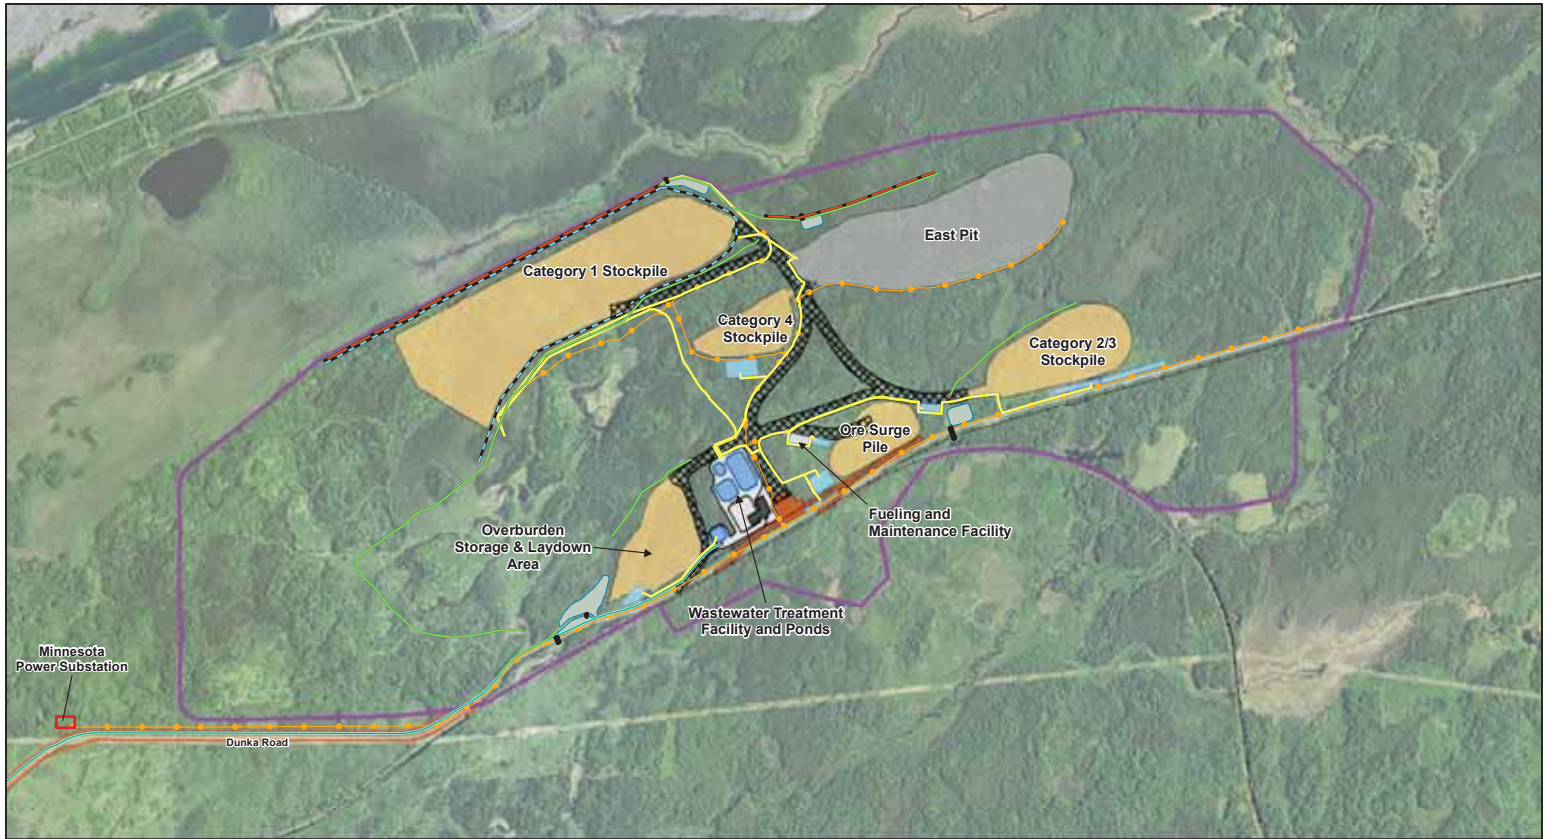 East Pit
Category 1 Stockpile
Category 4
Stockpile
Category 2/3
Stockpile
Ore Surge
Pile
Fueling and
Maintenance Facility
Overburden
Storage & Laydown
Area
Wastewater Treatment
Facility and Ponds
Minnesota
Power Substation
Dunka Road